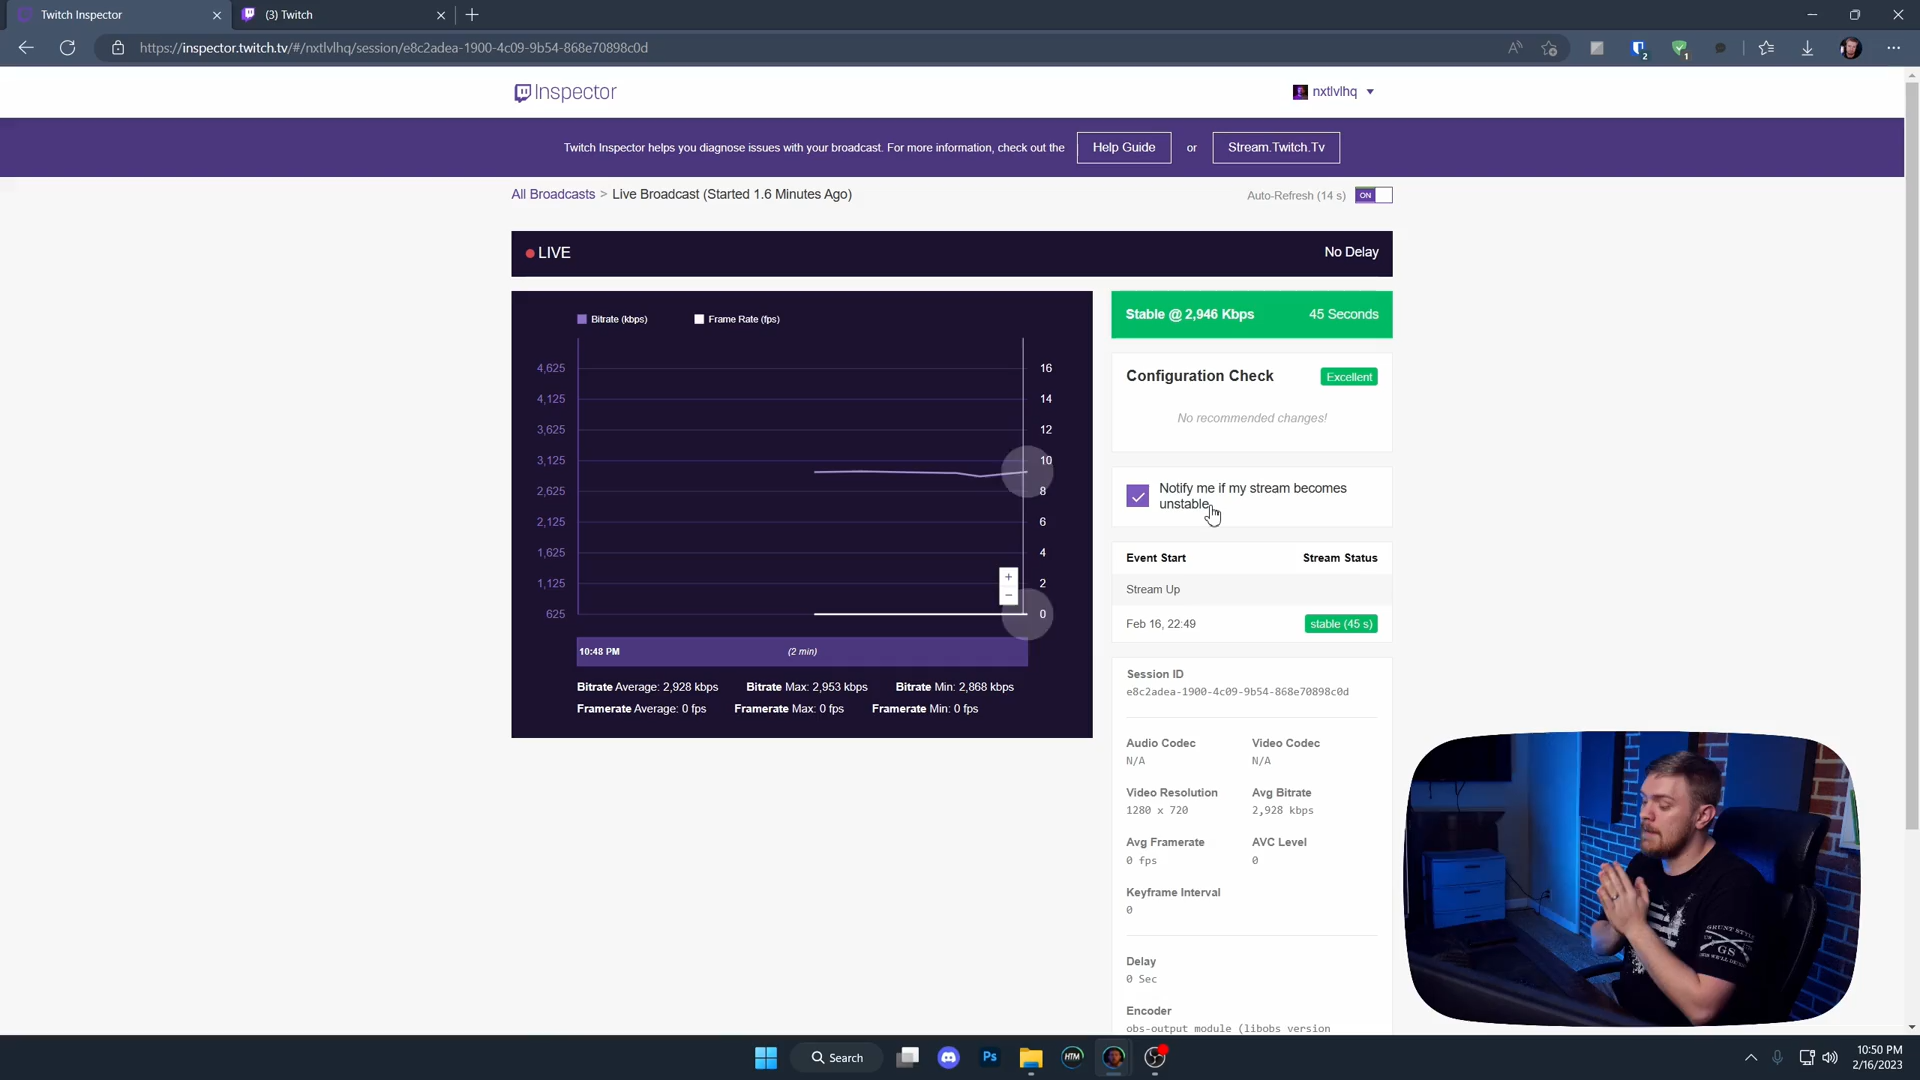 Twitch Inspector
(3) Twitch
https://inspector.twitch.tv/#/nxtlvlhq/session/e8c2adea-1900-4c09-9b54-868e70898c0d
Inspector
nxtlvlhq
Twitch Inspector helps you diagnose issues with your broadcast. For more information, check out the
Help Guide
or
Stream.Twitch.Tv
All Broadcasts > Live Broadcast (Started 1.6 Minutes Ago)
Auto-Refresh (14 s)
ON
LIVE
No Delay
Bitrate (kbps)
Frame Rate (fps)
4,625
4,125
3,625
3,125
2,625
2,125
1,625
1,125
625
16
14
12
10
8
6
4
2
0
+
−
10:48 PM
(2 min)
Bitrate Average: 2,928 kbps
Bitrate Max: 2,953 kbps
Bitrate Min: 2,868 kbps
Framerate Average: 0 fps
Framerate Max: 0 fps
Framerate Min: 0 fps
Stable @ 2,946 Kbps
45 Seconds
Configuration Check
Excellent
No recommended changes!
Notify me if my stream becomes
unstable
Event Start
Stream Status
Stream Up
Feb 16, 22:49
stable (45 s)
Session ID
e8c2adea-1900-4c09-9b54-868e70898c0d
Audio Codec
Video Codec
N/A
N/A
Video Resolution
Avg Bitrate
1280 x 720
2,928 kbps
Avg Framerate
AVC Level
0 fps
0
Keyframe Interval
0
Delay
0 Sec
Encoder
obs-output module (libobs version
GRUNT STYLE
GS
Search
Ps
HTM
10:50 PM
2/16/2023